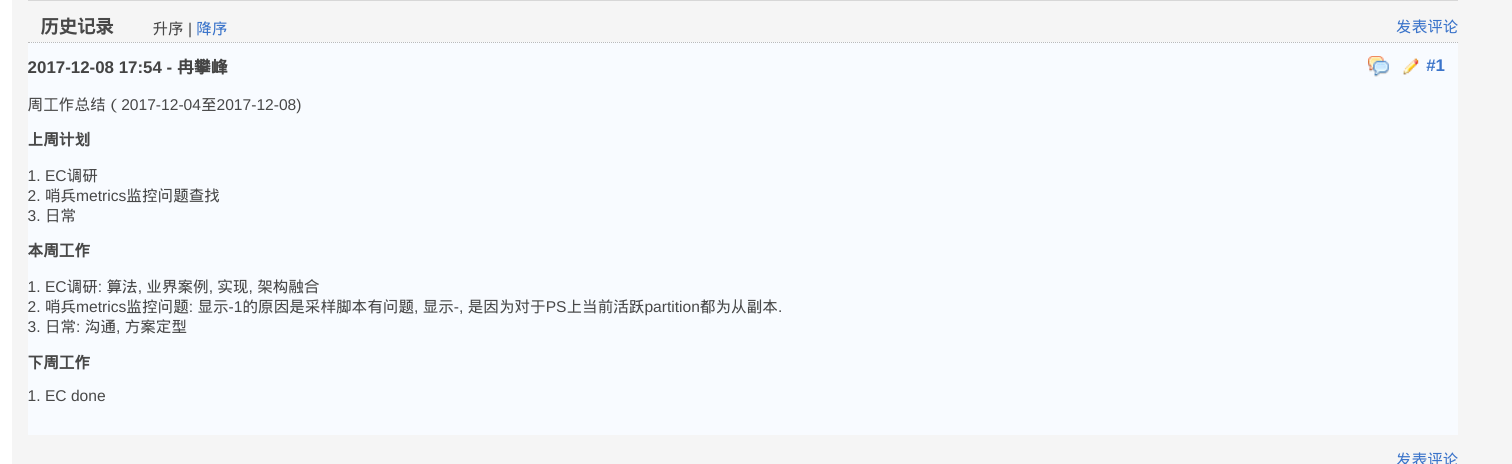 历史记录 升序 | 降序 发表评论
2017-12-08 17:54 - 冉攀峰 #1
周工作总结 ( 2017-12-04至2017-12-08)
上周计划
1. EC调研
2. 哨兵metrics监控问题查找
3. 日常
本周工作
1. EC调研: 算法, 业界案例, 实现, 架构融合
2. 哨兵metrics监控问题: 显示-1的原因是采样脚本有问题, 显示-, 是因为对于PS上当前活跃partition都为从副本.
3. 日常: 沟通, 方案定型
下周工作
1. EC done
发表评论